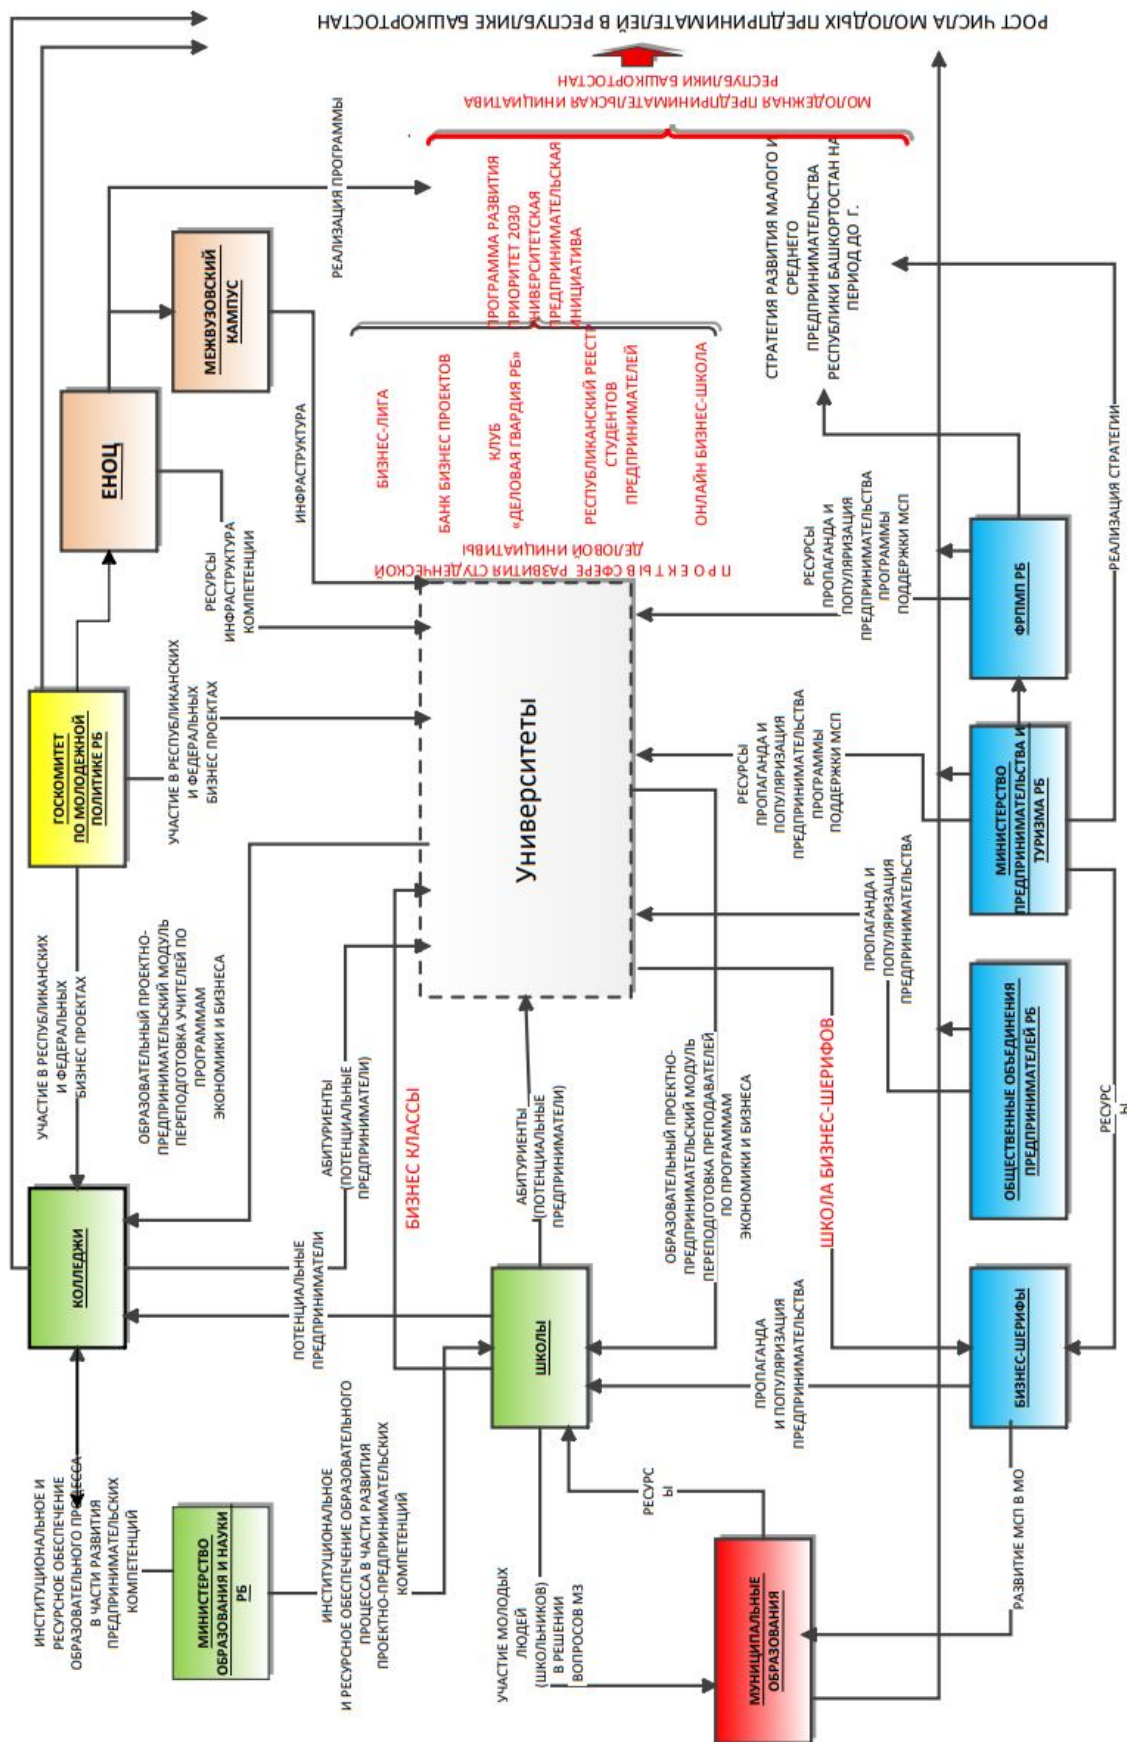 ИНСТИТУЦИОНАЛЬНОЕ И
РЕСУРСНОЕ ОБЕСПЕЧЕНИЕ
ОБРАЗОВАТЕЛЬНОГО ПРОЦЕССА
В ЧАСТИ РАЗВИТИЯ
ПРЕДПРИНИМАТЕЛЬСКИХ
КОМПЕТЕНЦИЙ
КОЛЛЕДЖИ
УЧАСТИЕ В РЕСПУБЛИКАНСКИХ
И ФЕДЕРАЛЬНЫХ
БИЗНЕС ПРОЕКТАХ
ГОСКОМИТЕТ
ПО МОЛОДЕЖНОЙ
ПОЛИТИКЕ РБ
ЕНОЦ
МИНИСТЕРСТВО
ОБРАЗОВАНИЯ И НАУКИ
РБ
ОБРАЗОВАТЕЛЬНЫЙ ПРОЕКТНО-
ПРЕДПРИНИМАТЕЛЬСКИЙ МОДУЛЬ
ПЕРЕПОДГОТОВКА УЧИТЕЛЕЙ ПО
ПРОГРАММАМ
ЭКОНОМИКИ И БИЗНЕСА
УЧАСТИЕ В РЕСПУБЛИКАНСКИХ
И ФЕДЕРАЛЬНЫХ
БИЗНЕС ПРОЕКТАХ
РЕСУРСЫ
ИНФРАСТРУКТУРА
КОМПЕТЕНЦИИ
МЕЖВУЗОВСКИЙ
КАМПУС
ИНФРАСТРУКТУРА
РЕАЛИЗАЦИЯ ПРОГРАММЫ
ИНСТИТУЦИОНАЛЬНОЕ
И РЕСУРСНОЕ ОБЕСПЕЧЕНИЕ ОБРАЗОВАТЕЛЬНОГО
ПРОЦЕССА В ЧАСТИ РАЗВИТИЯ
ПРОЕКТНО-ПРЕДПРИНИМАТЕЛЬСКИХ
КОМПЕТЕНЦИЙ
ПОТЕНЦИАЛЬНЫЕ
ПРЕДПРИНИМАТЕЛИ
АБИТУРИЕНТЫ
(ПОТЕНЦИАЛЬНЫЕ
ПРЕДПРИНИМАТЕЛИ)
БИЗНЕС КЛАССЫ
УЧАСТИЕ МОЛОДЫХ
ЛЮДЕЙ
(ШКОЛЬНИКОВ)
В РЕШЕНИИ
ВОПРОСОВ МЗ
ШКОЛЫ
АБИТУРИЕНТЫ
(ПОТЕНЦИАЛЬНЫЕ
ПРЕДПРИНИМАТЕЛИ)
Университеты
П Р О Е К Т Ы В СФЕРЕ РАЗВИТИЯ СТУДЕНЧЕСКОЙ
ДЕЛОВОЙ ИНИЦИАТИВЫ
БИЗНЕС-ЛИГА
БАНК БИЗНЕС ПРОЕКТОВ
КЛУБ
«ДЕЛОВАЯ ГВАРДИЯ РБ»
РЕСПУБЛИКАНСКИЙ РЕЕСТР
СТУДЕНТОВ
ПРЕДПРИНИМАТЕЛЕЙ
ОНЛАЙН БИЗНЕС-ШКОЛА
ПРОГРАММА РАЗВИТИЯ
ПРИОРИТЕТ 2030
УНИВЕРСИТЕТСКАЯ
ПРЕДПРИНИМАТЕЛЬСКАЯ
ИНИЦИАТИВА
МОЛОДЕЖНАЯ ПРЕДПРИНИМАТЕЛЬСКАЯ ИНИЦИАТИВА
РЕСПУБЛИКИ БАШКОРТОСТАН
РОСТ ЧИСЛА МОЛОДЫХ ПРЕДПРИНИМАТЕЛЕЙ В РЕСПУБЛИКЕ БАШКОРТОСТАН
РЕСУРС
Ы
ОБРАЗОВАТЕЛЬНЫЙ ПРОЕКТНО-
ПРЕДПРИНИМАТЕЛЬСКИЙ МОДУЛЬ
ПЕРЕПОДГОТОВКА ПРЕПОДАВАТЕЛЕЙ
ПО ПРОГРАММАМ
ЭКОНОМИКИ И БИЗНЕСА
ПРОПАГАНДА
И ПОПУЛЯРИЗАЦИЯ
ПРЕДПРИНИМАТЕЛЬСТВА
ШКОЛА БИЗНЕС-ШЕРИФОВ
РЕСУРСЫ
ПРОПАГАНДА И
ПОПУЛЯРИЗАЦИЯ
ПРЕДПРИНИМАТЕЛЬСТВА
ПРОГРАММЫ
ПОДДЕРЖКИ МСП
ПРОПАГАНДА И
ПОПУЛЯРИЗАЦИЯ
ПРЕДПРИНИМАТЕЛЬСТВА
РЕСУРСЫ
ПРОПАГАНДА И
ПОПУЛЯРИЗАЦИЯ
ПРЕДПРИНИМАТЕЛЬСТВА
ПРОГРАММЫ
ПОДДЕРЖКИ МСП
СТРАТЕГИЯ РАЗВИТИЯ МАЛОГО И
СРЕДНЕГО
ПРЕДПРИНИМАТЕЛЬСТВА
РЕСПУБЛИКИ БАШКОРТОСТАН НА
ПЕРИОД ДО Г.
МУНИЦИПАЛЬНЫЕ
ОБРАЗОВАНИЯ
РАЗВИТИЕ МСП В МО
БИЗНЕС-ШЕРИФЫ
ОБЩЕСТВЕННЫЕ ОБЪЕДИНЕНИЯ
ПРЕДПРИНИМАТЕЛЕЙ РБ
МИНИСТЕРСТВО
ПРЕДПРИНИМАТЕЛЬСТВА И
ТУРИЗМА РБ
ФРПМП РБ
РЕСУРС
Ы
РЕАЛИЗАЦИЯ СТРАТЕГИИ